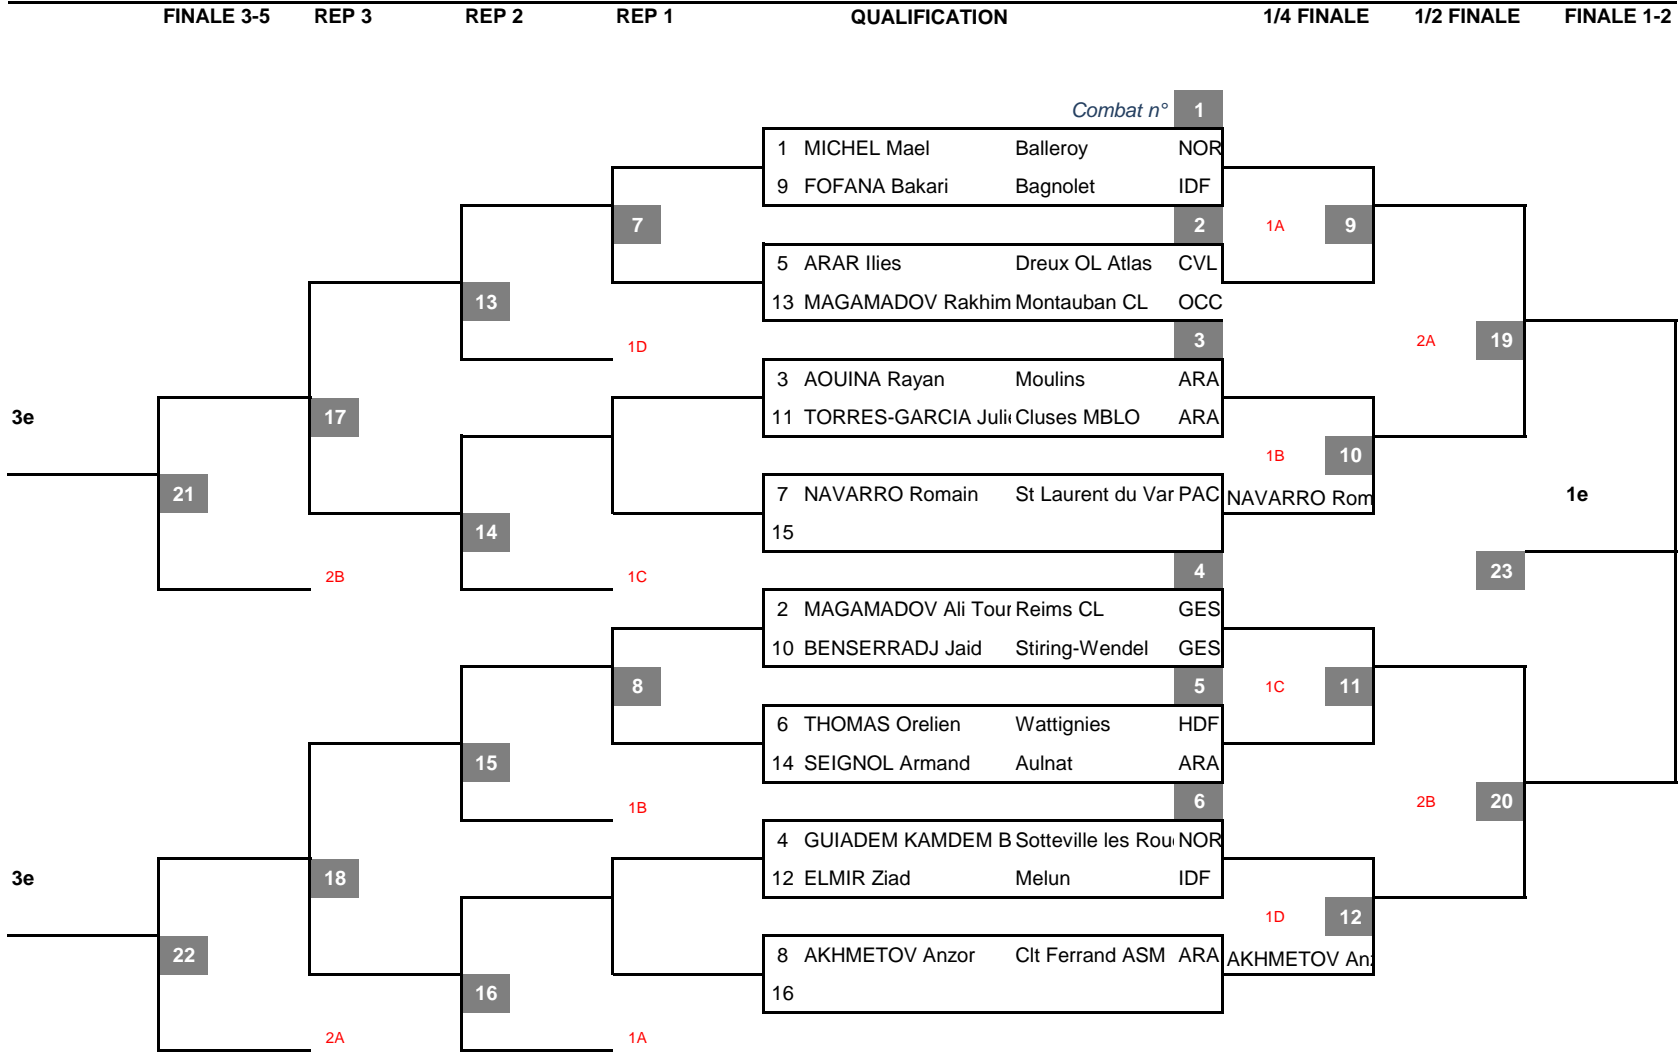 FINALE 3-5 REP 3 REP 2 REP 1 QUALIFICATION 1/4 FINALE 1/2 FINALE FINALE 1-2
Combat n° 1
1 MICHEL Mael Balleroy NOR
9 FOFANA Bakari Bagnolet IDF
7 2 1A 9
5 ARAR Ilies Dreux OL Atlas CVL
13 13 MAGAMADOV Rakhim Montauban CL OCC
1D 3 2A 19
3 AOUINA Rayan Moulins ARA
3e 17 11 TORRES-GARCIA Julie Cluses MBLO ARA
1B 10
21 7 NAVARRO Romain St Laurent du Var PAC NAVARRO Rom 1e
14 15
2B 1C 4 23
2 MAGAMADOV Ali Tour Reims CL GES
10 BENSERRADJ Jaid Stiring-Wendel GES
8 5 1C 11
6 THOMAS Orelien Wattignies HDF
15 14 SEIGNOL Armand Aulnat ARA
1B 6 2B 20
4 GUIADEM KAMDEM B Sotteville les Rou NOR
3e 18 12 ELMIR Ziad Melun IDF
1D 12
22 8 AKHMETOV Anzor Clt Ferrand ASM ARA AKHMETOV Anz
16 16
2A 1A